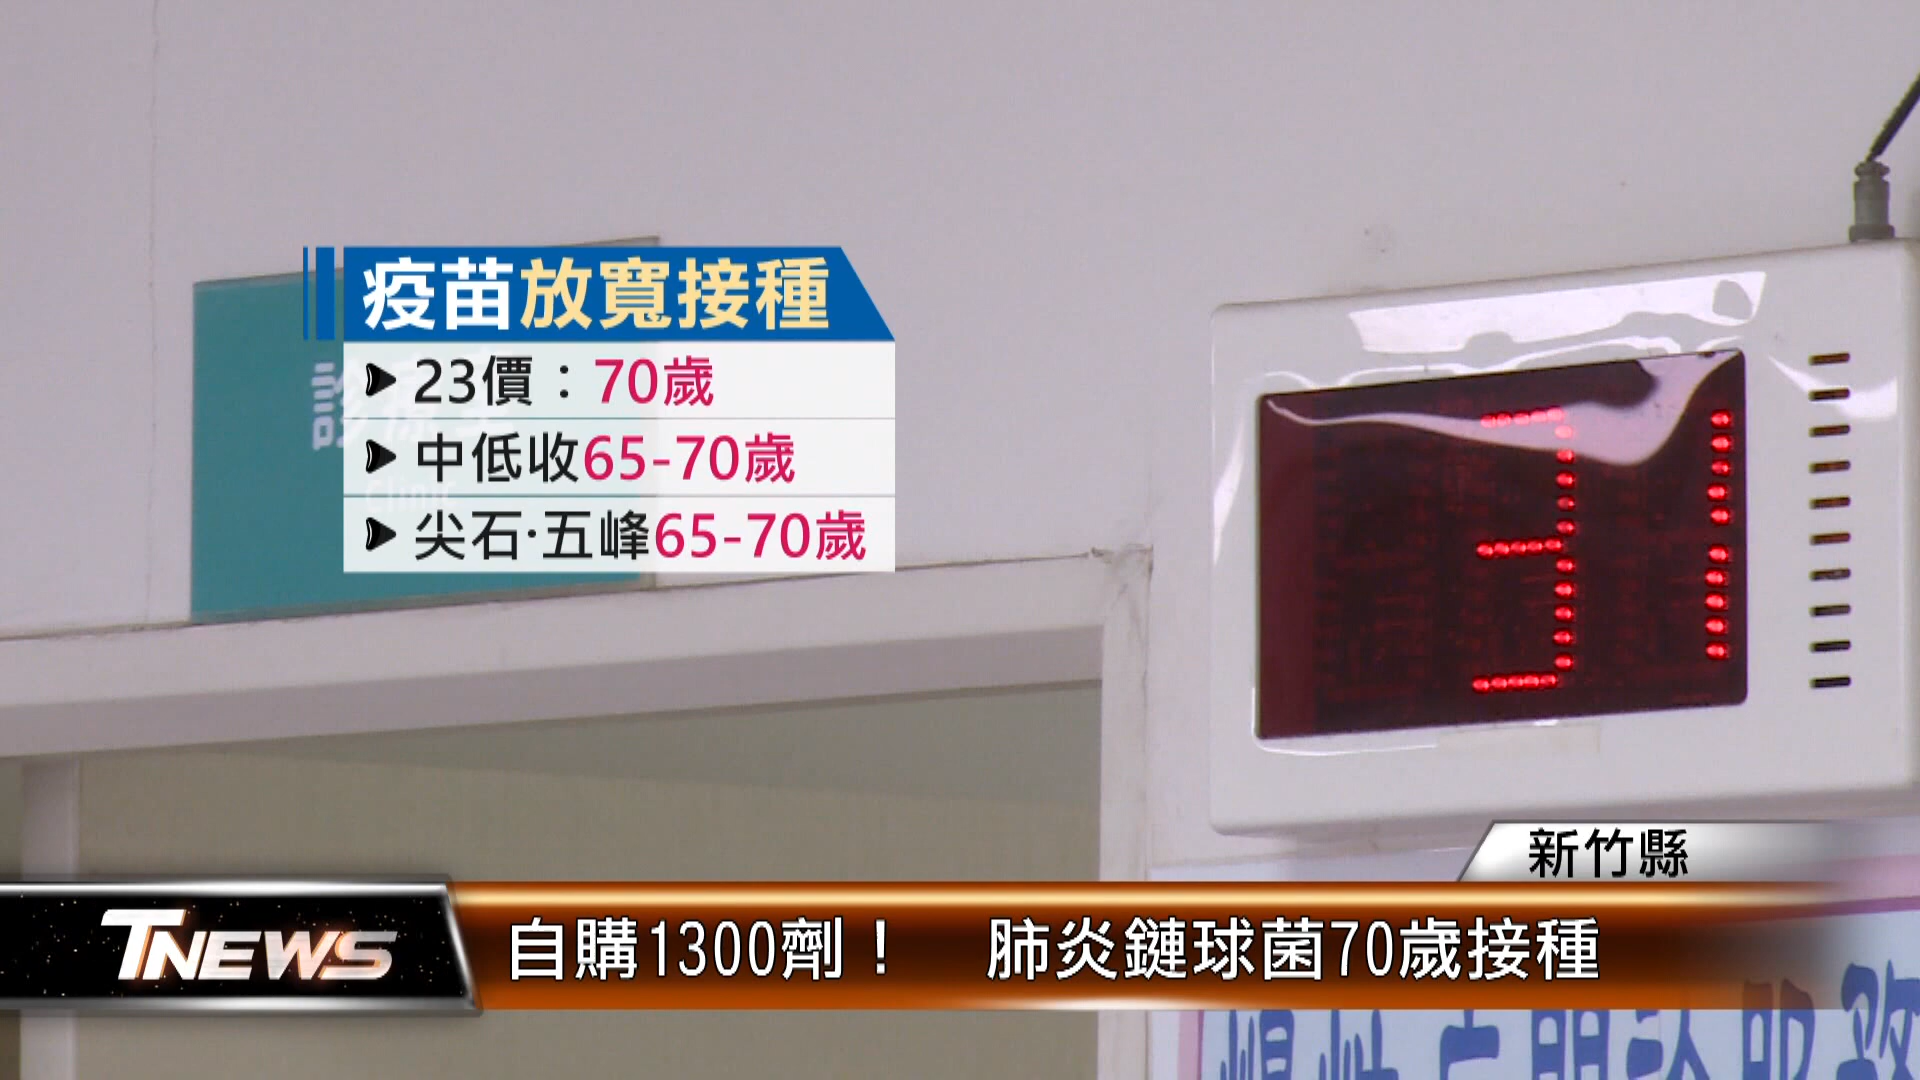 疫苗放寬接種
23價：70歲
中低收65-70歲
尖石·五峰65-70歲
Clinic
31
新竹縣
TNEWS
自購1300劑！ 肺炎鏈球菌70歲接種